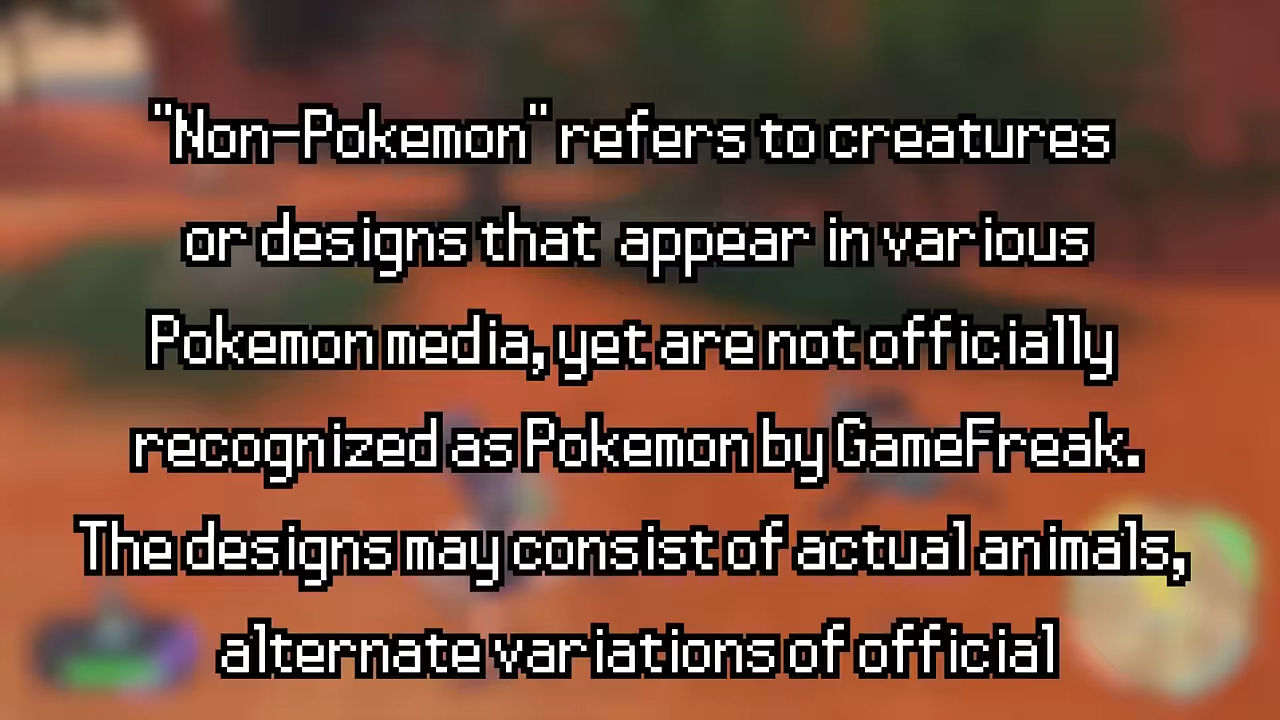 "Non-Pokemon" refers to creatures
or designs that appear in various
Pokemon media, yet are not officially
recognized as Pokemon by GameFreak.
The designs may consist of actual animals,
alternate variations of official